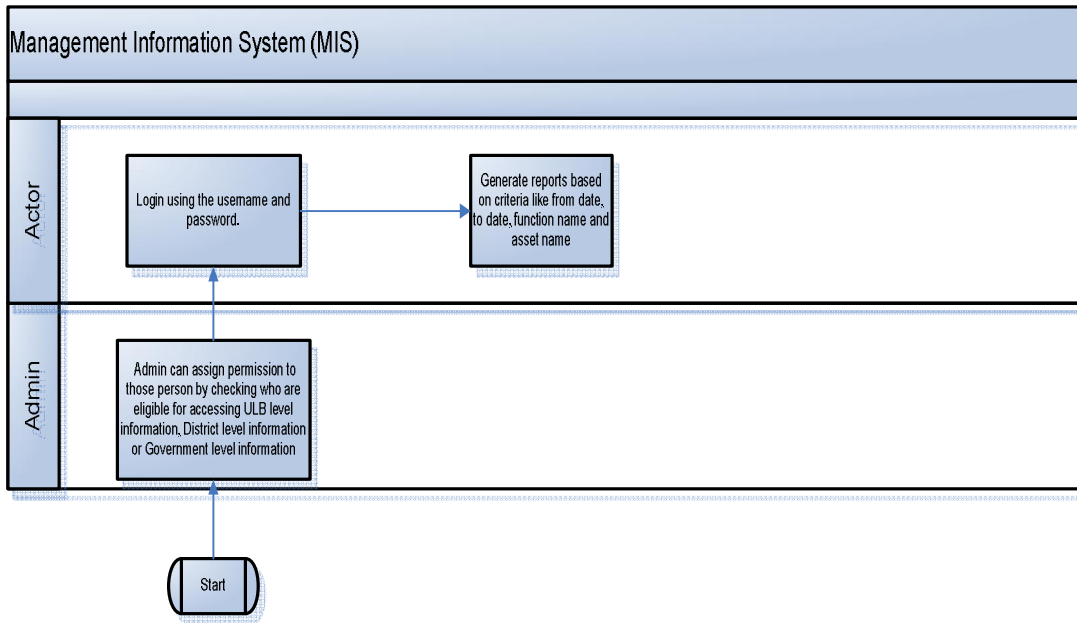 Management Information System (MIS)
Actor
Login using the username and
password.
Generate reports based
on criteria like from date,
to date, function name and
asset name
Admin
Admin can assign permission to
those person by checking who are
eligible for accessing ULB level
information, District level information
or Government level information
Start